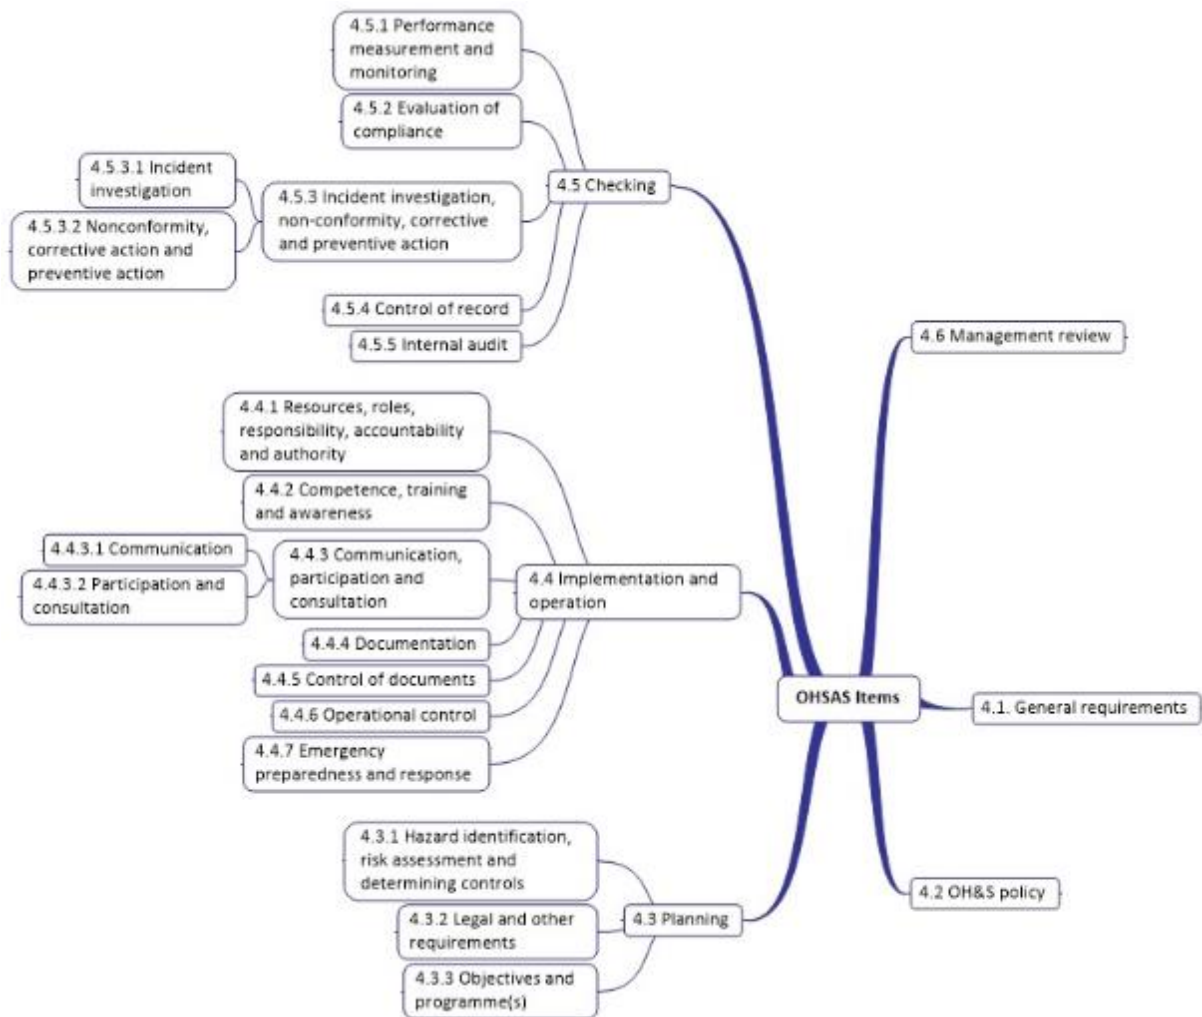 4.5.1 Performance
measurement and
monitoring
4.5.2 Evaluation of
compliance
4.5.3.1 Incident
investigation
4.5.3.2 Nonconformity,
corrective action and
preventive action
4.5.3 Incident investigation,
non-conformity, corrective
and preventive action
4.5 Checking
4.5.4 Control of record
4.5.5 Internal audit
4.6 Management review
4.4.1 Resources, roles,
responsibility, accountability
and authority
4.4.2 Competence, training
and awareness
4.4.3.1 Communication
4.4.3.2 Participation and
consultation
4.4.3 Communication,
participation and
consultation
4.4 Implementation and
operation
4.4.4 Documentation
4.4.5 Control of documents
4.4.6 Operational control
4.4.7 Emergency
preparedness and response
OHSAS Items
4.1. General requirements
4.3.1 Hazard identification,
risk assessment and
determining controls
4.3.2 Legal and other
requirements
4.3.3 Objectives and
programme(s)
4.3 Planning
4.2 OH&S policy